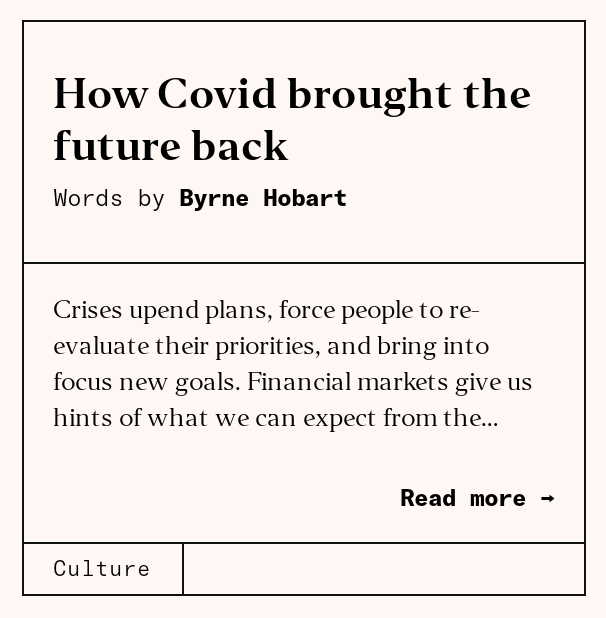 How Covid brought the
future back
Words by Byrne Hobart
Crises upend plans, force people to re-
evaluate their priorities, and bring into
focus new goals. Financial markets give us
hints of what we can expect from the...
Read more →
Culture